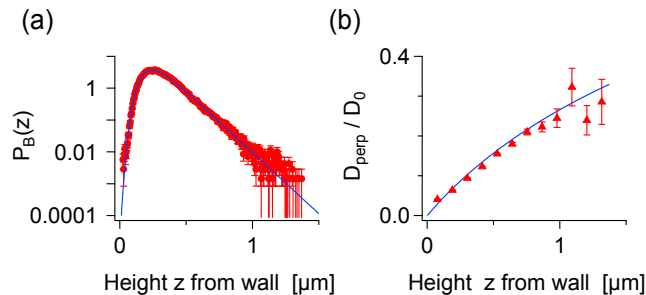 (a)
P_B(z)
1
0.01
0.0001
0
1
Height z from wall [μm]
(b)
D_perp / D_0
0.4
0.0
0
1
Height z from wall [μm]